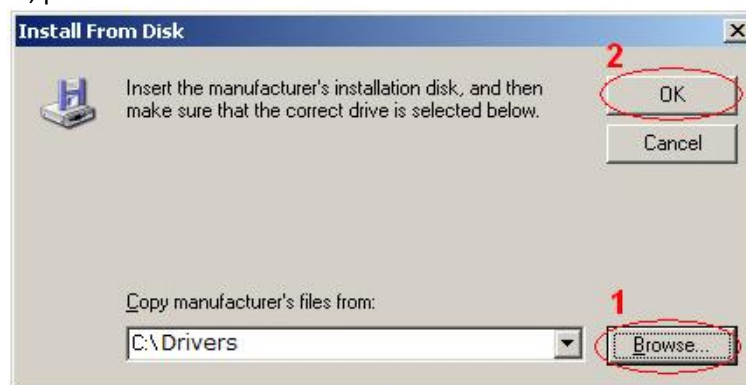 Install From Disk
2
Insert the manufacturer's installation disk, and then
make sure that the correct drive is selected below.
OK
Cancel
Copy manufacturer's files from:
1
C:\Drivers
Browse...